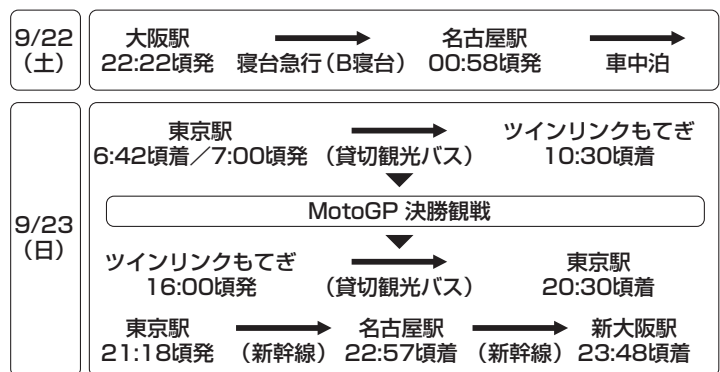 9/22
(土)
大阪駅 名古屋駅
22:22頃発 寝台急行(B寝台) 00:58頃発 車中泊
9/23
(日)
東京駅 ツインリンクもてぎ
6:42頃着/7:00頃発 (貸切観光バス) 10:30頃着
MotoGP 決勝観戦
ツインリンクもてぎ 東京駅
16:00頃発 (貸切観光バス) 20:30頃着
東京駅 名古屋駅 新大阪駅
21:18頃発 (新幹線) 22:57頃着 (新幹線) 23:48頃着